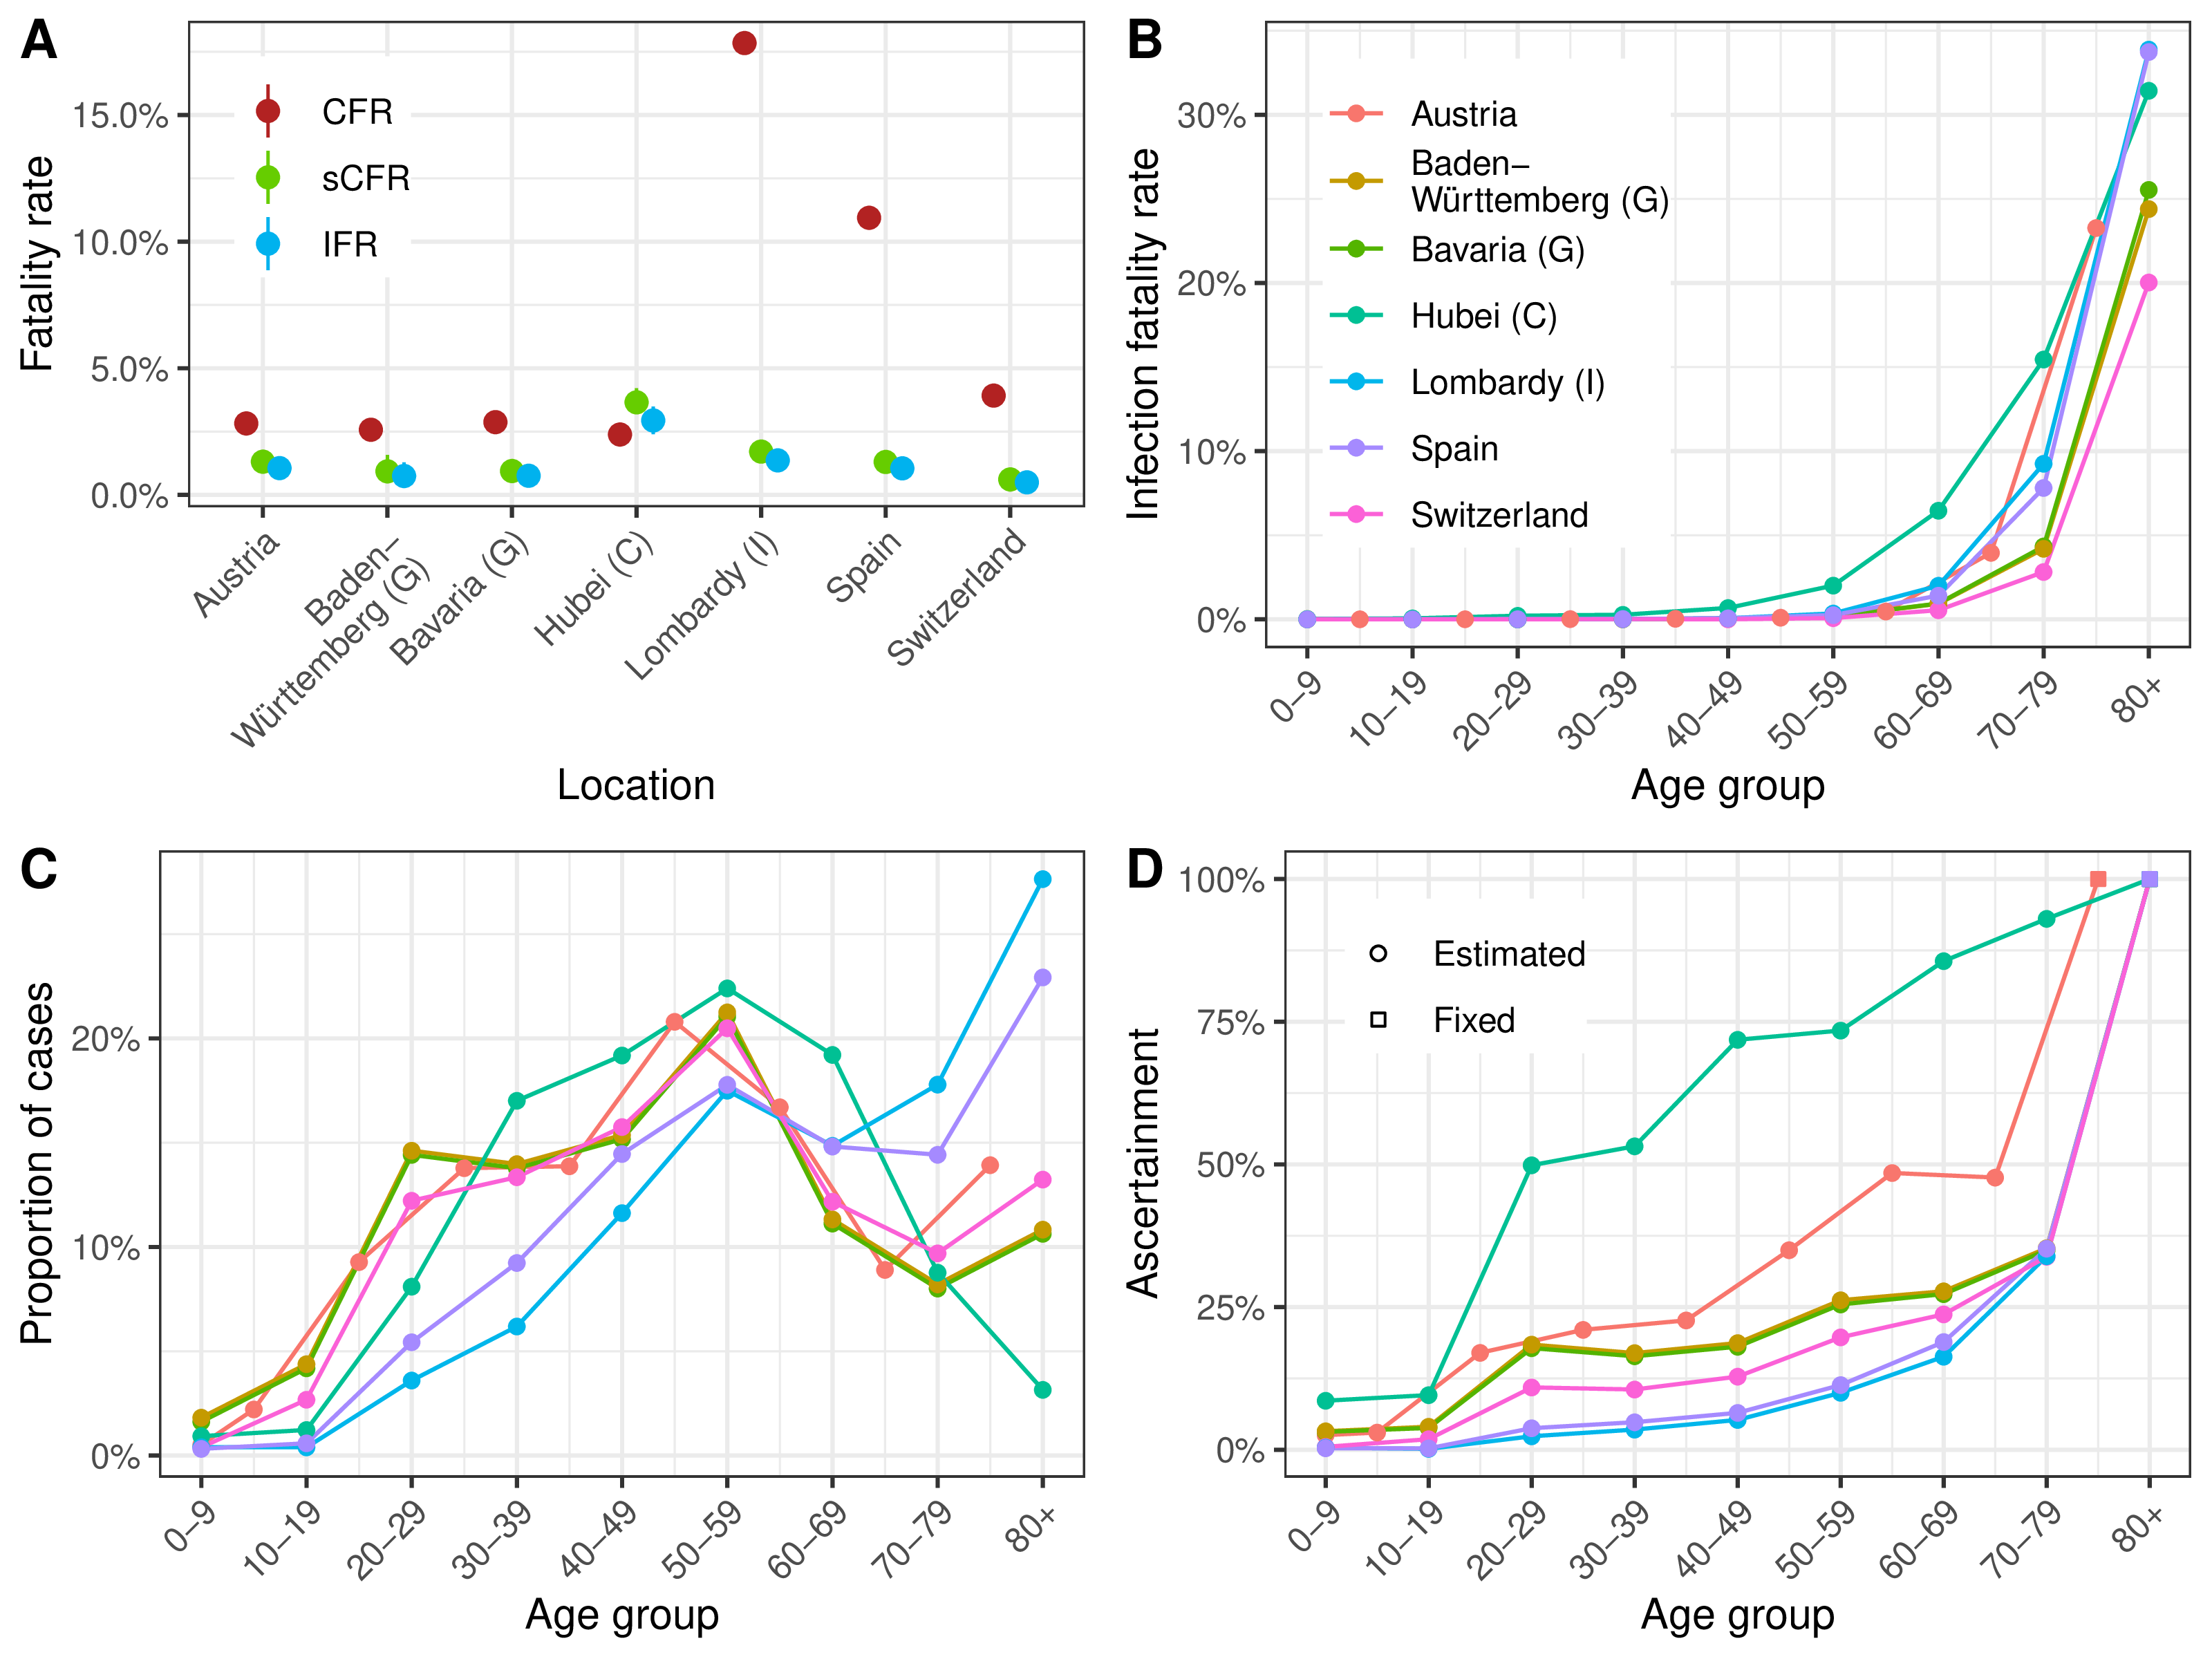 A
Fatality rate
15.0%
10.0%
5.0%
0.0%
CFR
sCFR
IFR
Austria
Baden−
Württemberg (G)
Bavaria (G)
Hubei (C)
Lombardy (I)
Spain
Switzerland
Location
B
Infection fatality rate
30%
20%
10%
0%
Austria
Baden−
Württemberg (G)
Bavaria (G)
Hubei (C)
Lombardy (I)
Spain
Switzerland
0−9
10−19
20−29
30−39
40−49
50−59
60−69
70−79
80+
Age group
C
Proportion of cases
20%
10%
0%
0−9
10−19
20−29
30−39
40−49
50−59
60−69
70−79
80+
Age group
D
Ascertainment
100%
75%
50%
25%
0%
Estimated
Fixed
0−9
10−19
20−29
30−39
40−49
50−59
60−69
70−79
80+
Age group